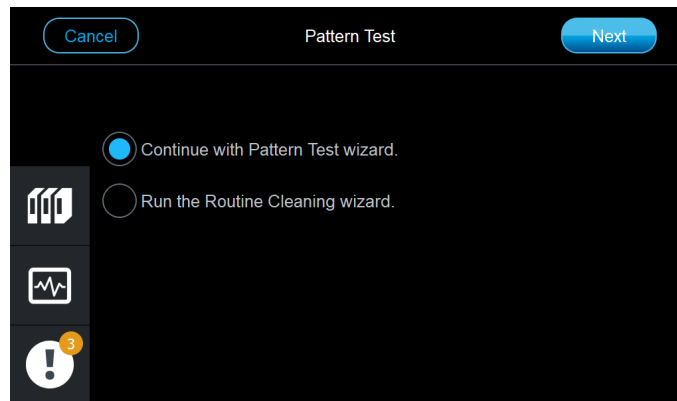 Cancel Pattern Test Next
Continue with Pattern Test wizard.
Run the Routine Cleaning wizard.
3
!